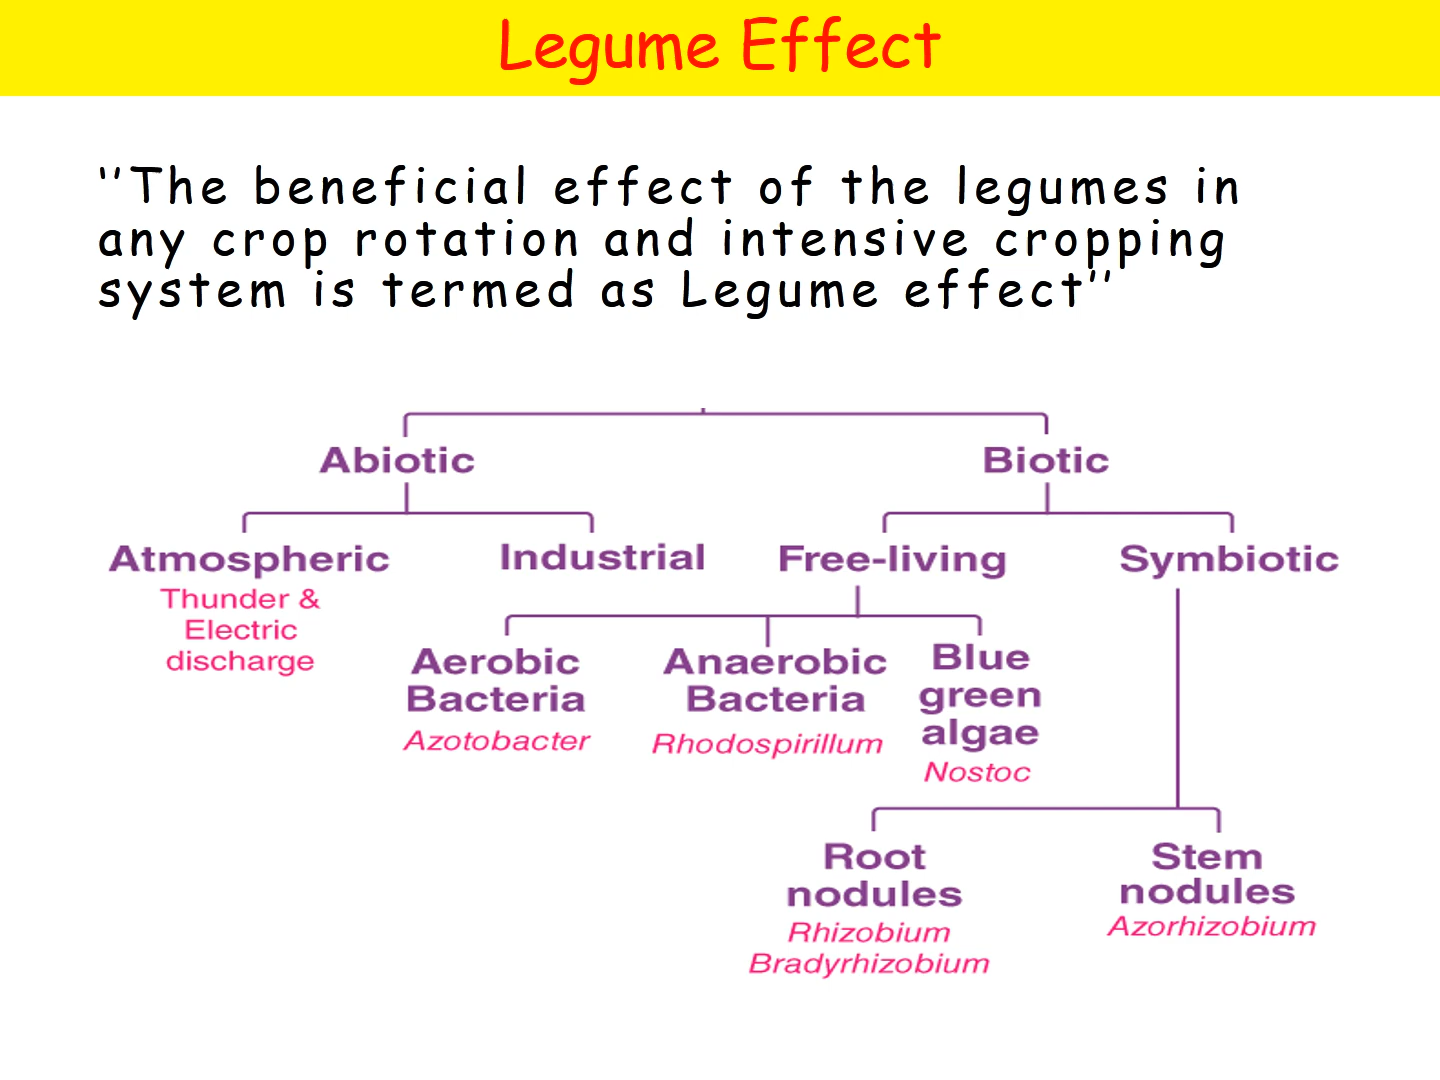 Legume Effect
‘’The beneficial effect of the legumes in
any crop rotation and intensive cropping
system is termed as Legume effect’’
Abiotic
Biotic
Atmospheric
Industrial
Free-living
Symbiotic
Thunder &
Electric
discharge
Aerobic
Bacteria
Azotobacter
Anaerobic
Bacteria
Rhodospirillum
Blue
green
algae
Nostoc
Root
nodules
Rhizobium
Bradyrhizobium
Stem
nodules
Azorhizobium